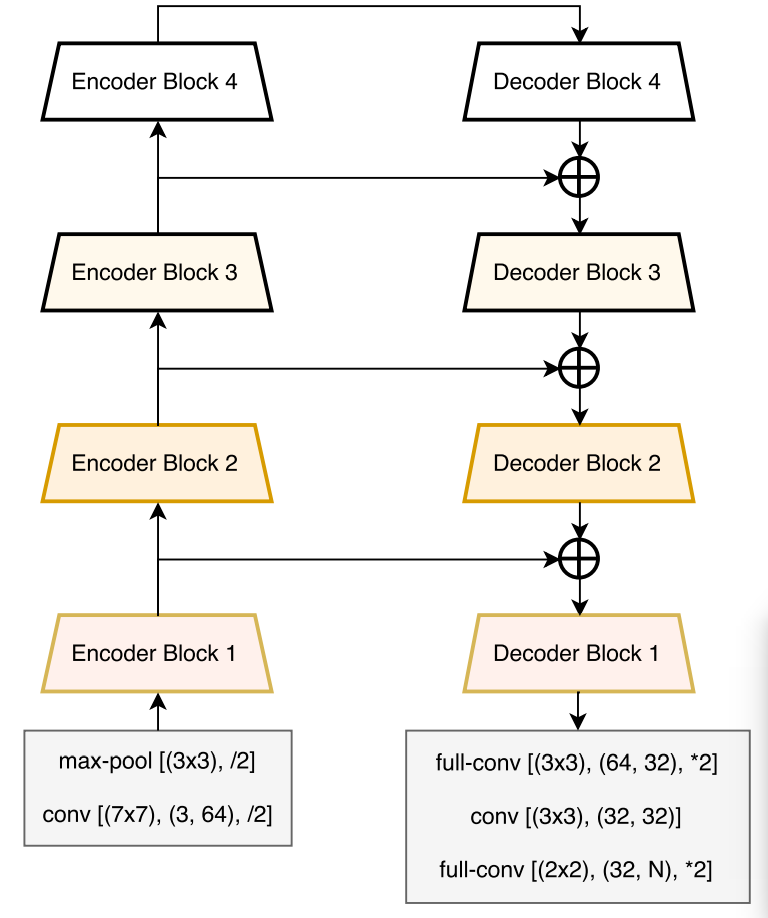 Encoder Block 4
Decoder Block 4
Encoder Block 3
Decoder Block 3
Encoder Block 2
Decoder Block 2
Encoder Block 1
Decoder Block 1
max-pool [(3x3), /2]
conv [(7x7), (3, 64), /2]
full-conv [(3x3), (64, 32), *2]
conv [(3x3), (32, 32)]
full-conv [(2x2), (32, N), *2]